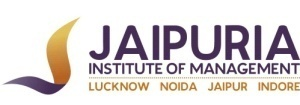 JAIPURIA
INSTITUTE OF MANAGEMENT
LUCKNOW NOIDA JAIPUR INDORE